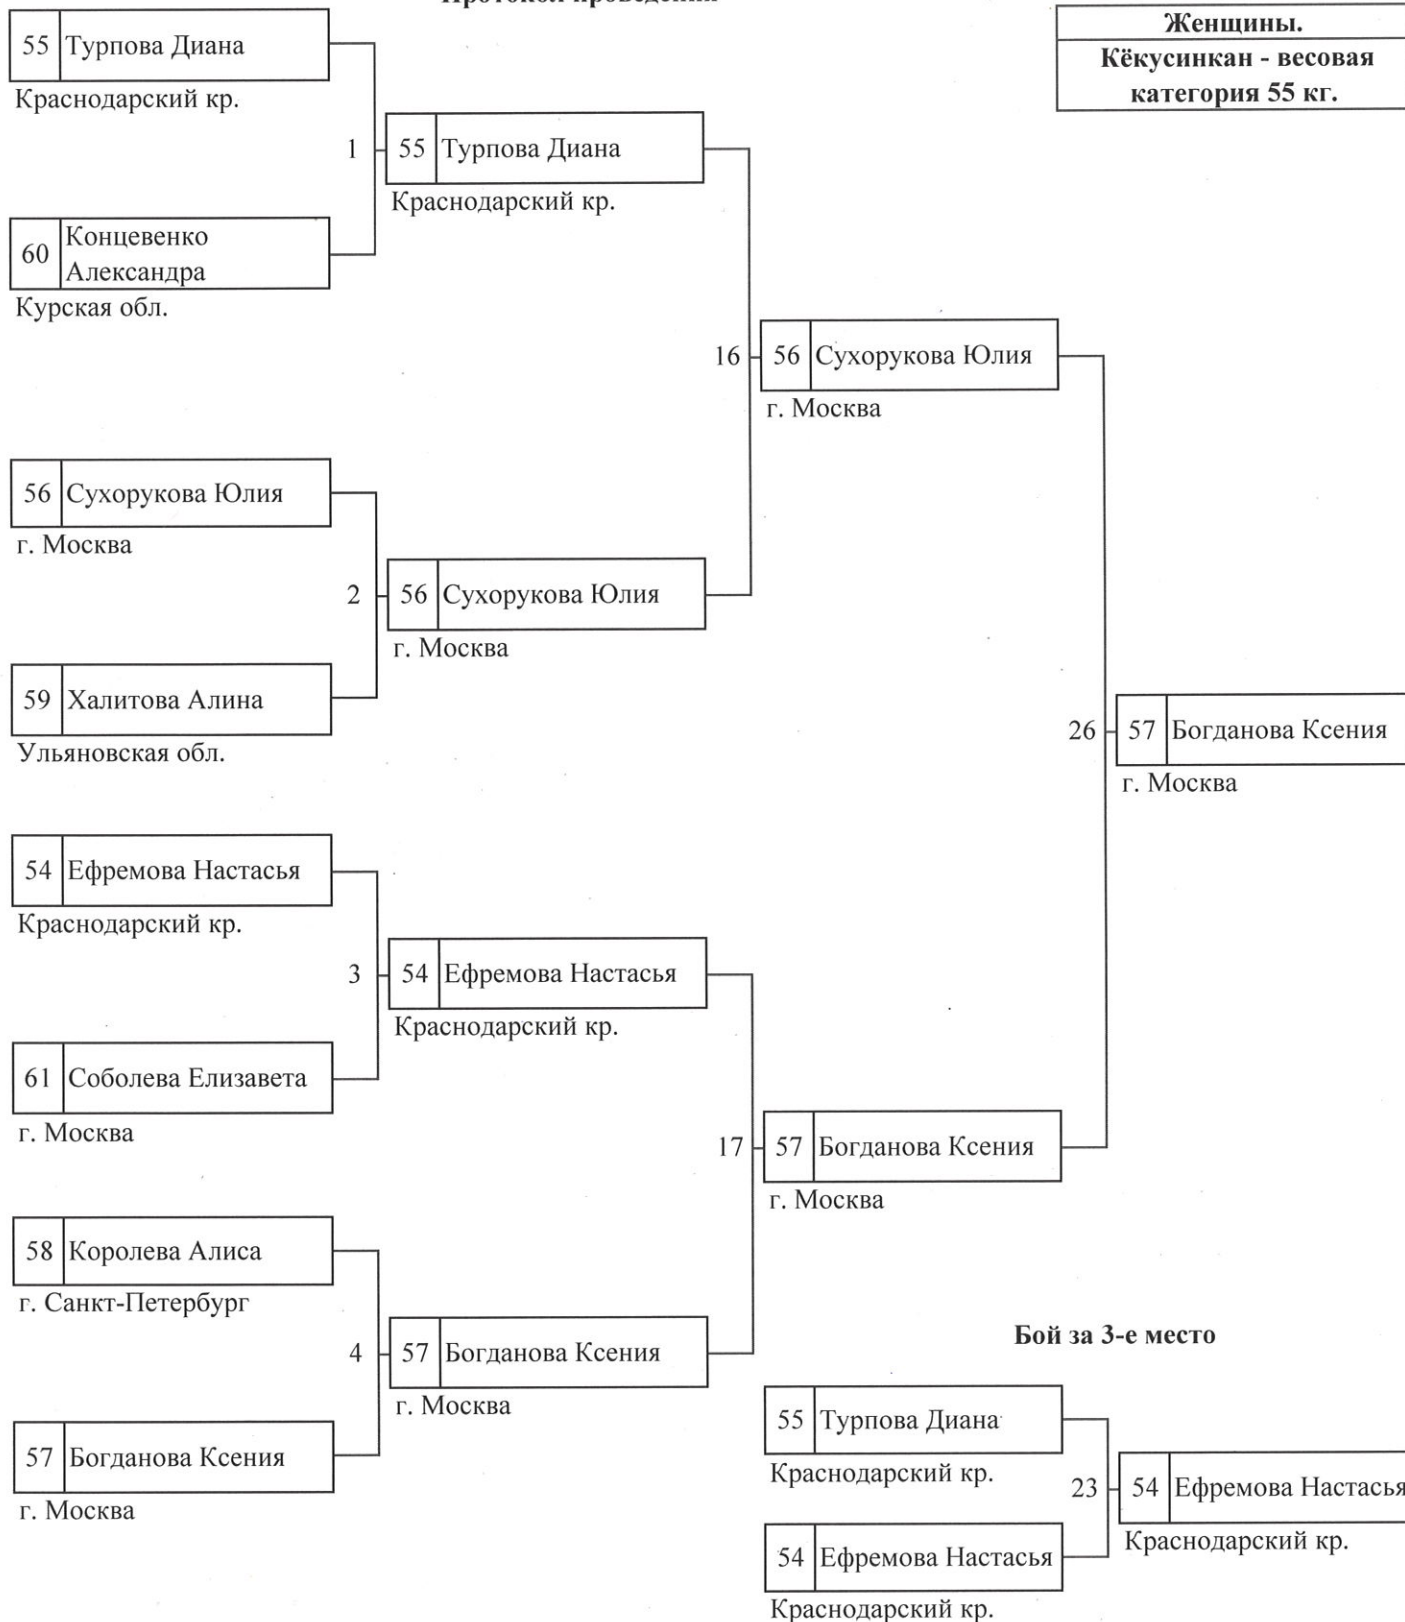 Протокол проведения
Женщины.
Кёкусинкан - весовая
категория 55 кг.
55 Турпова Диана
Краснодарский кр.
1 55 Турпова Диана
Краснодарский кр.
60 Концевенко
Александра
Курская обл.
16 56 Сухорукова Юлия
г. Москва
56 Сухорукова Юлия
г. Москва
2 56 Сухорукова Юлия
г. Москва
59 Халитова Алина
Ульяновская обл.
26 57 Богданова Ксения
г. Москва
54 Ефремова Настасья
Краснодарский кр.
3 54 Ефремова Настасья
Краснодарский кр.
61 Соболева Елизавета
г. Москва
17 57 Богданова Ксения
г. Москва
58 Королева Алиса
г. Санкт-Петербург
4 57 Богданова Ксения
г. Москва
57 Богданова Ксения
г. Москва
Бой за 3-е место
55 Турпова Диана
Краснодарский кр.
23 54 Ефремова Настасья
Краснодарский кр.
54 Ефремова Настасья
Краснодарский кр.